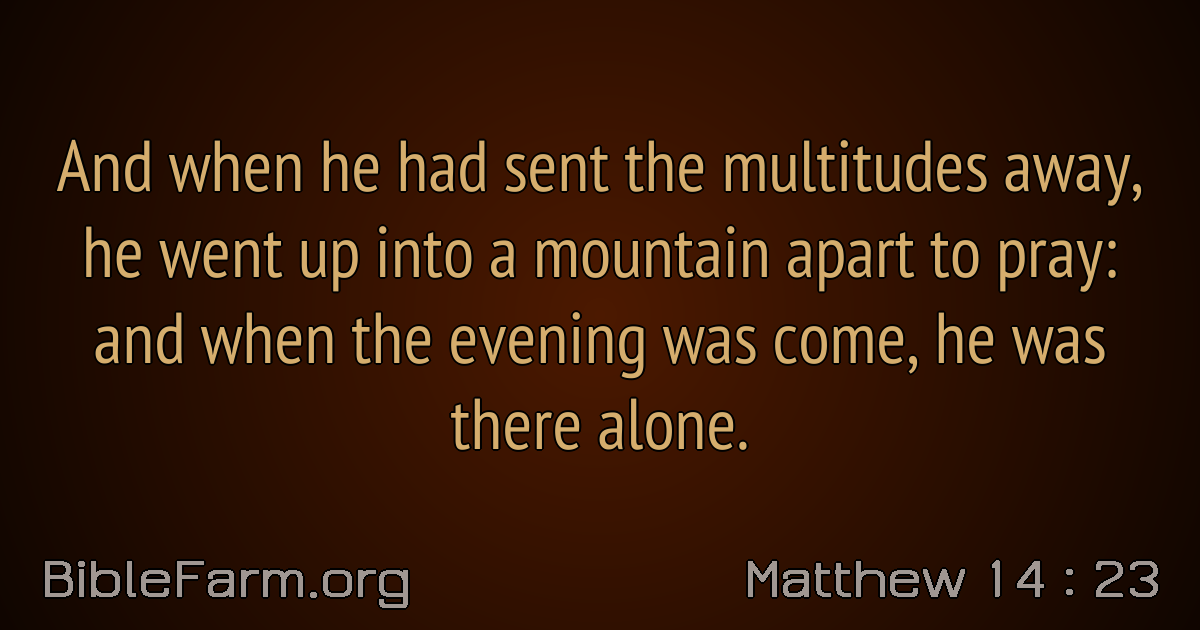 And when he had sent the multitudes away,
he went up into a mountain apart to pray:
and when the evening was come, he was
there alone.
BibleFarm.org
Matthew 14 : 23